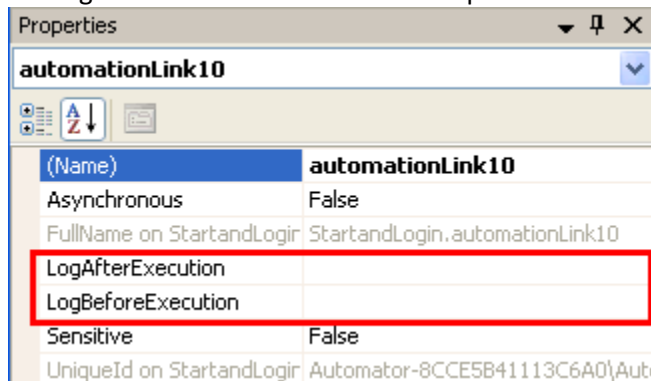 Properties
automationLink10
(Name) automationLink10
Asynchronous False
FullName on StartandLogin StartandLogin.automationLink10
LogAfterExecution
LogBeforeExecution
Sensitive False
UniqueId on StartandLogin Automator-8CCE5B41113C6A0\Aut